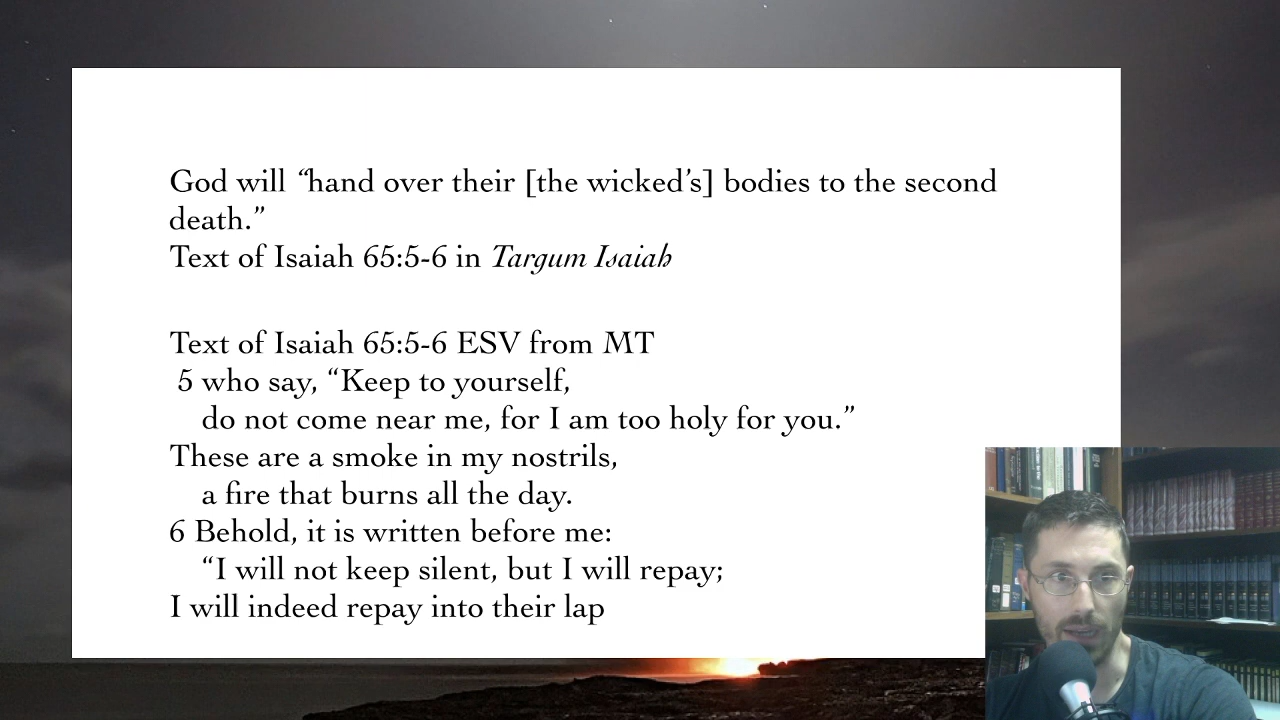 God will “hand over their [the wicked’s] bodies to the second
death.”
Text of Isaiah 65:5-6 in Targum Isaiah
Text of Isaiah 65:5-6 ESV from MT
5 who say, “Keep to yourself,
do not come near me, for I am too holy for you.”
These are a smoke in my nostrils,
a fire that burns all the day.
6 Behold, it is written before me:
“I will not keep silent, but I will repay;
I will indeed repay into their lap